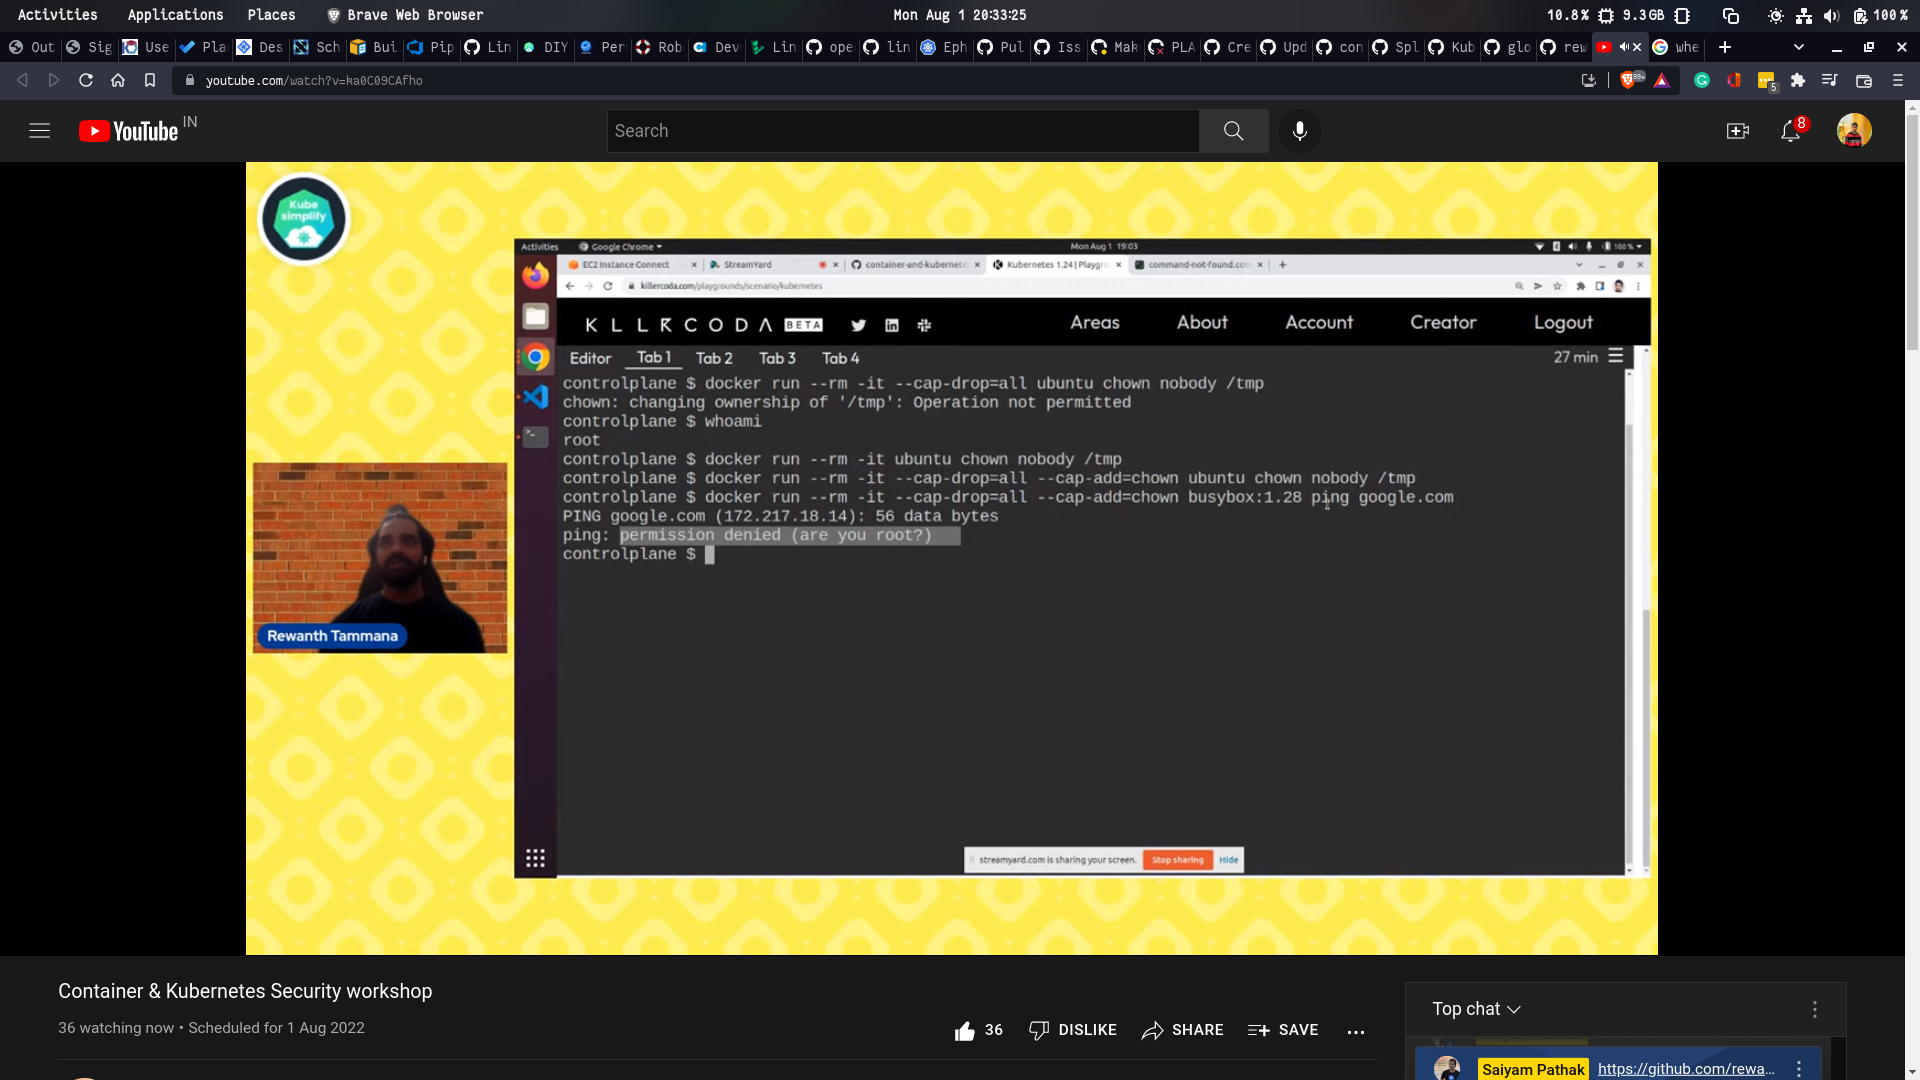 Activities Applications Places Brave Web Browser Mon Aug 1 20:33:25 10.8% 9.3GB 100%
Out Sig Use Pla Des Sch Bui Pip Lin DIY Per Rob Dev Lin ope lin Eph Pul Iss Mak PLA Cre Upd con Spl Kub glo rew whe
youtube.com/watch?v=ka0C09CAfho 99+ 5
YouTube IN Search 8
Kube
simplify
Activities Google Chrome Mon Aug 1 19:03 100%
EC2 Instance Connect StreamYard container-and-kubernete Kubernetes 1.24 | Playgro command-not-found.com
killercoda.com/playgrounds/scenario/kubernetes
KLLRCODA BETA Areas About Account Creator Logout
Editor Tab 1 Tab 2 Tab 3 Tab 4 27 min
controlplane $ docker run --rm -it --cap-drop=all ubuntu chown nobody /tmp
chown: changing ownership of '/tmp': Operation not permitted
controlplane $ whoami
root
controlplane $ docker run --rm -it ubuntu chown nobody /tmp
controlplane $ docker run --rm -it --cap-drop=all --cap-add=chown ubuntu chown nobody /tmp
controlplane $ docker run --rm -it --cap-drop=all --cap-add=chown busybox:1.28 ping google.com
PING google.com (172.217.18.14): 56 data bytes
ping: permission denied (are you root?)
controlplane $
Rewanth Tammana
streamyard.com is sharing your screen. Stop sharing Hide
Container & Kubernetes Security workshop
36 watching now • Scheduled for 1 Aug 2022
36 DISLIKE SHARE SAVE
Top chat
Saiyam Pathak https://github.com/rewa...